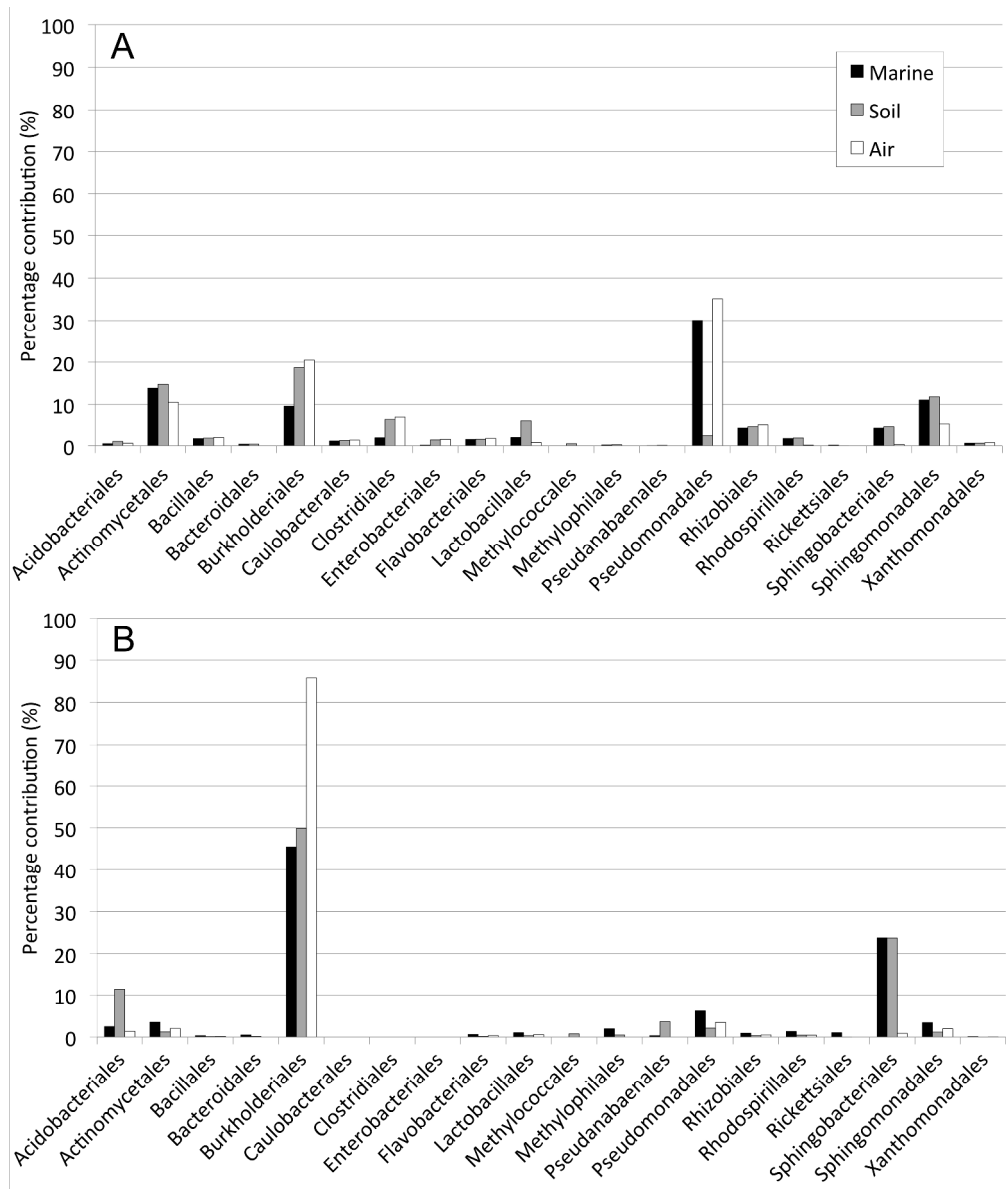 A
Percentage contribution (%)
100
90
80
70
60
50
40
30
20
10
0
Marine
Soil
Air
Acidobacteriales
Actinomycetales
Bacillales
Bacteroidales
Burkholderiales
Caulobacterales
Clostridiales
Enterobacteriales
Flavobacteriales
Lactobacillales
Methylococcales
Methylophilales
Pseudanabaenales
Pseudomonadales
Rhizobiales
Rhodospirillales
Rickettsiales
Sphingobacteriales
Sphingomonadales
Xanthomonadales
B
Percentage contribution (%)
100
90
80
70
60
50
40
30
20
10
0
Acidobacteriales
Actinomycetales
Bacillales
Bacteroidales
Burkholderiales
Caulobacterales
Clostridiales
Enterobacteriales
Flavobacteriales
Lactobacillales
Methylococcales
Methylophilales
Pseudanabaenales
Pseudomonadales
Rhizobiales
Rhodospirillales
Rickettsiales
Sphingobacteriales
Sphingomonadales
Xanthomonadales